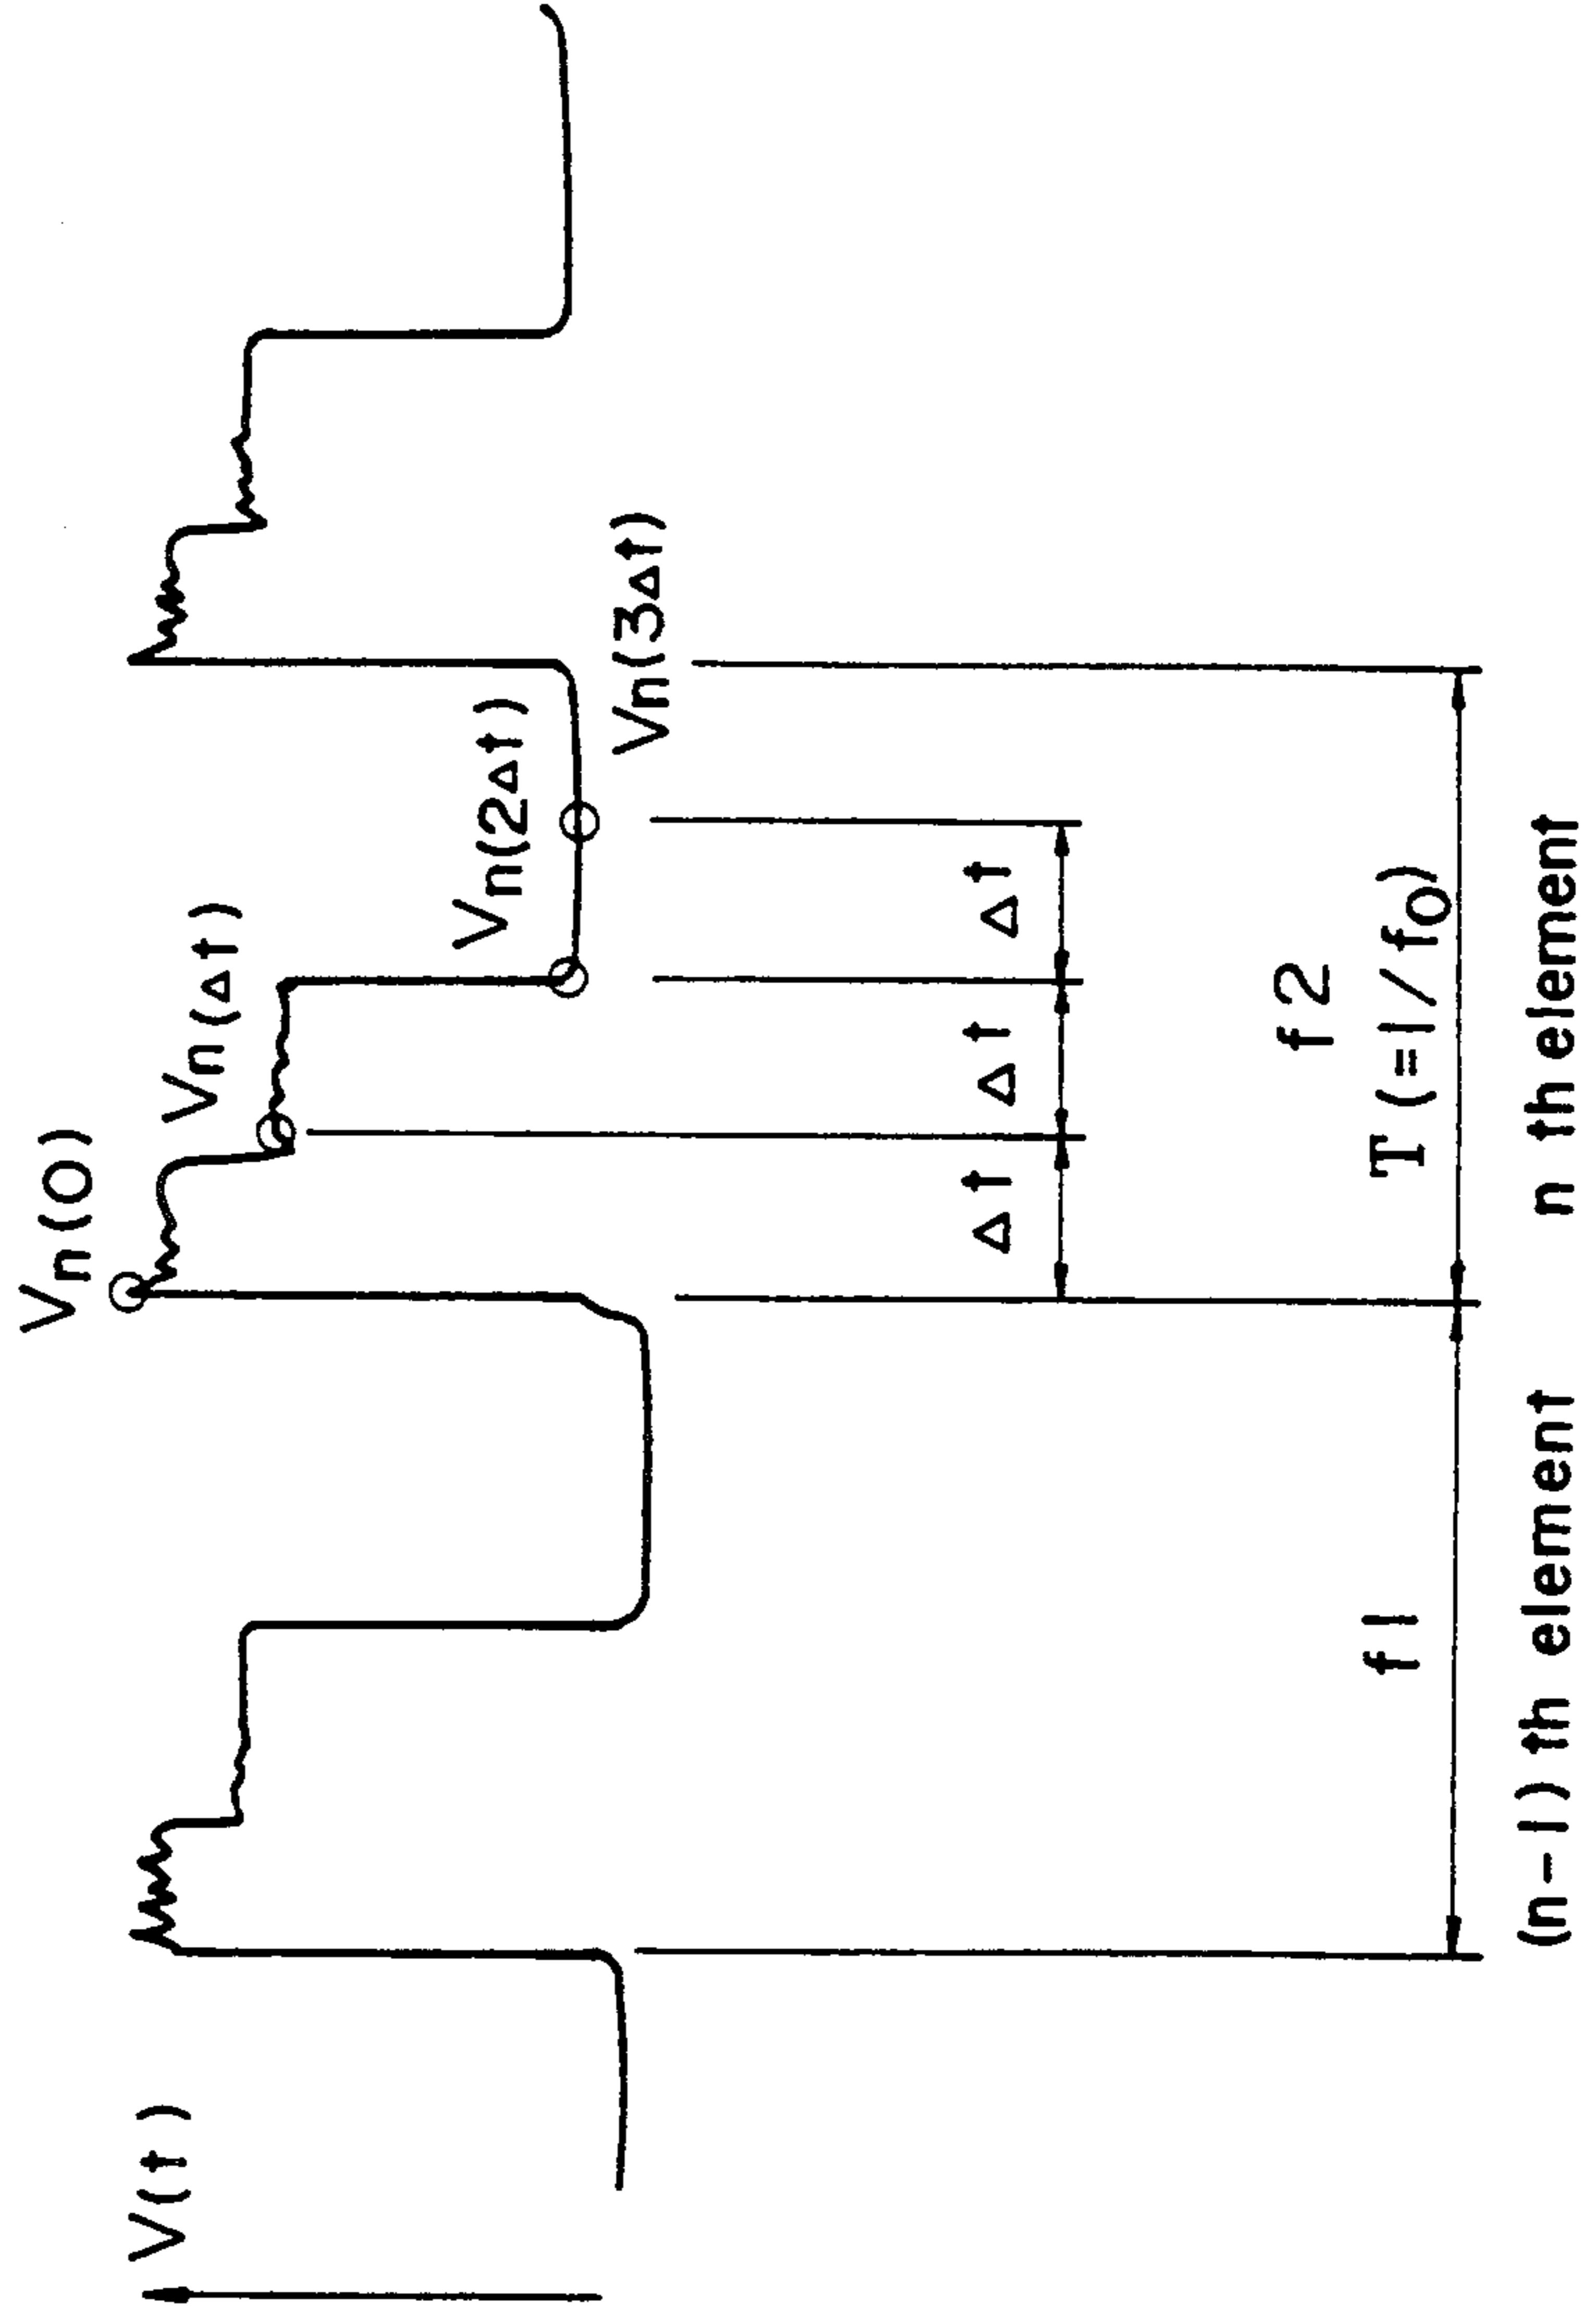 V(t)
Vn(0)
Vn(Δt)
Vn(2Δt)
Vn(3Δt)
Δt
Δt
Δt
f1
f2
T(=1/f0)
(n-1)th element
n th element